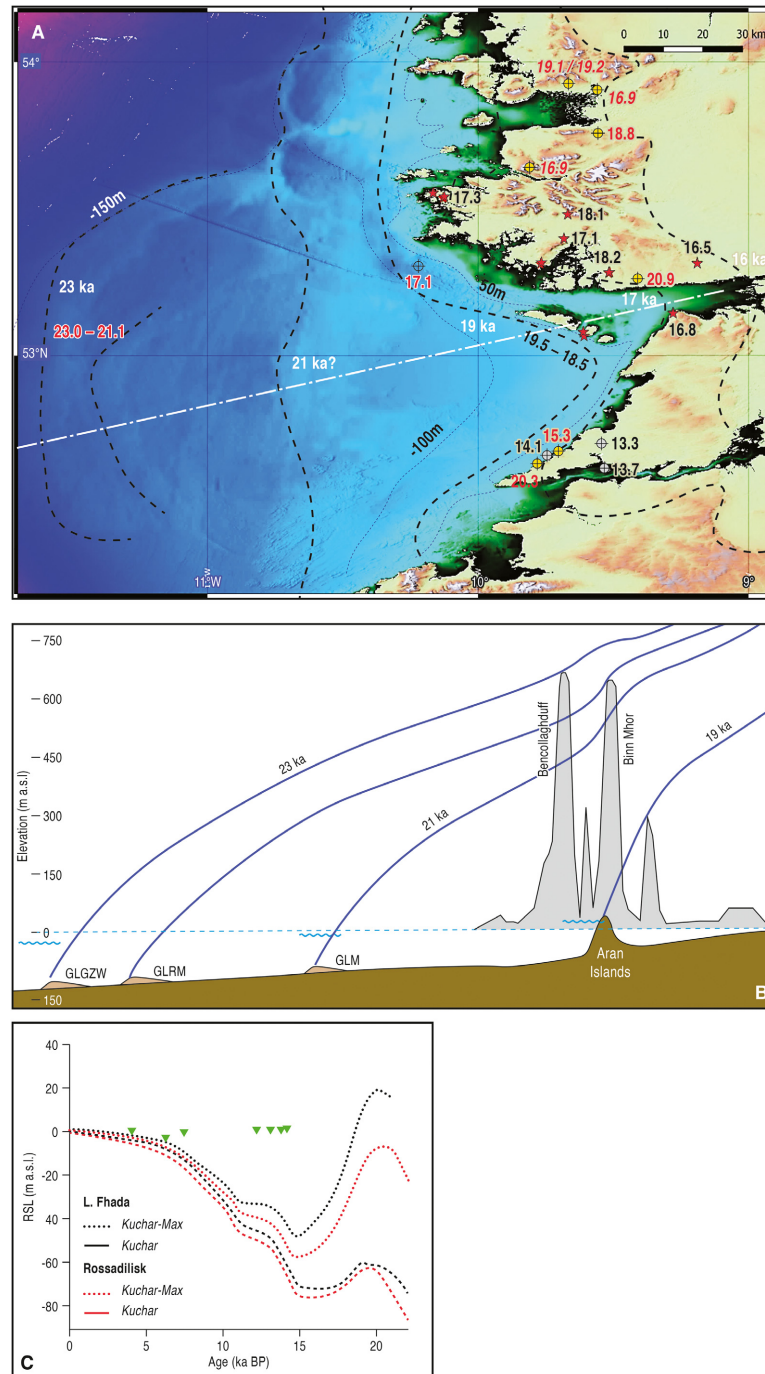 A
54°
0 10 20 30 km
19.1 / 19.2
16.9
18.8
16.9
-150m
17.3
18.1
17.1
18.2
16.5
16 ka
23 ka
17.1
50m
20.9
17 ka
23.0 – 21.1
19 ka
16.8
53°N
21 ka?
19.5 – 18.5
-100m
15.3
14.1
13.3
20.3
13.7
11°W
10°
9°
750
600
450
300
150
0
150
Elevation (m a.s.l)
23 ka
21 ka
19 ka
Bencollaghduff
Binn Mhor
GLGZW
GLRM
GLM
Aran
Islands
B
40
20
0
-20
-40
-60
-80
RSL (m a.s.l.)
L. Fhada
Kuchar-Max
Kuchar
Rossadilisk
Kuchar-Max
Kuchar
0 5 10 15 20
Age (ka BP)
C